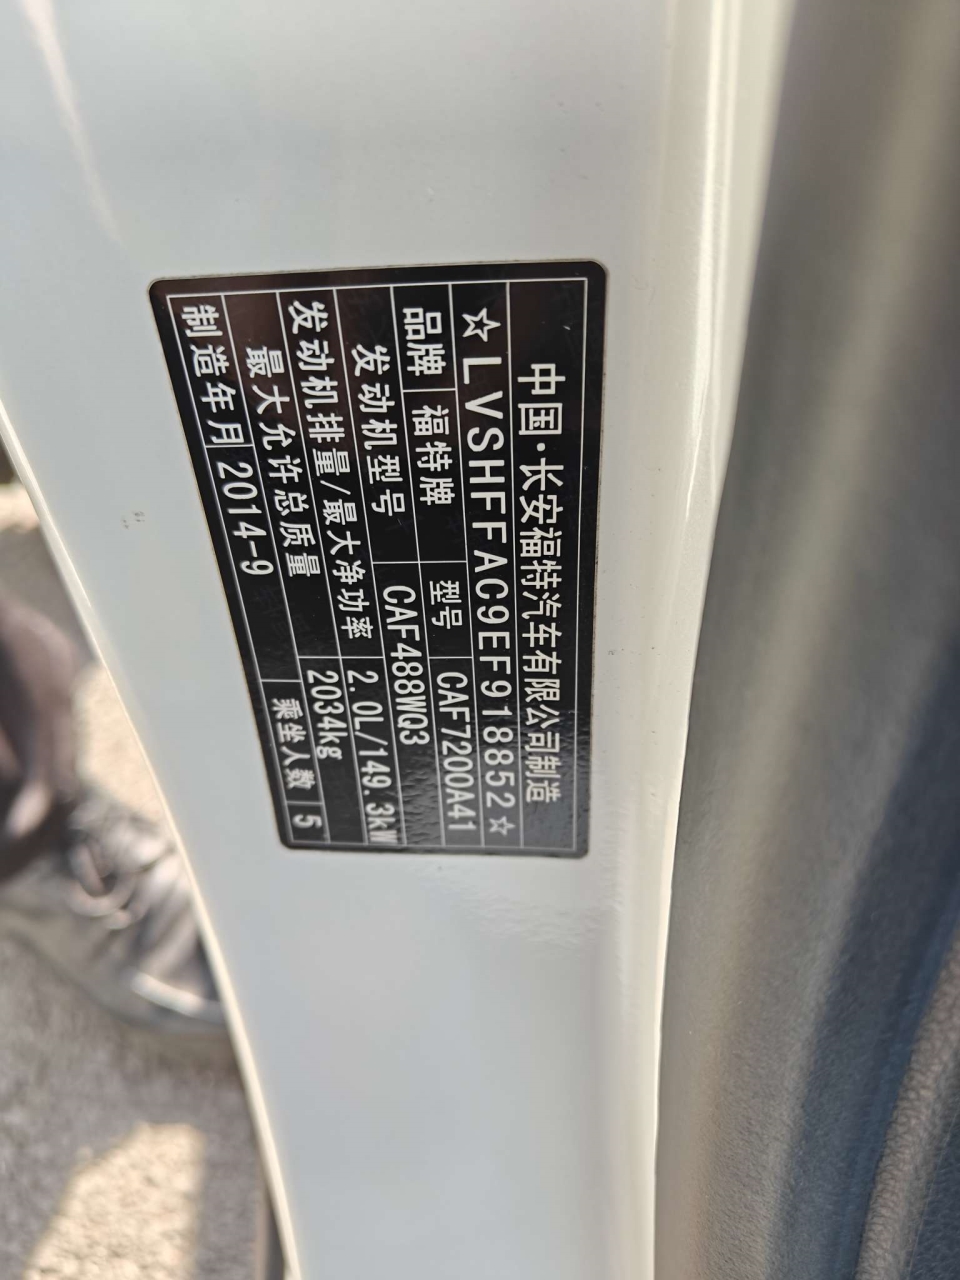 中国·长安福特汽车有限公司制造
☆LVSHFFAC9EF918852☆
品牌 福特牌 型号 CAF7200A41
发动机型号 CAF488WQ3
发动机排量/最大净功率 2.0L/149.3kW
最大允许总质量 2034kg
制造年月 2014-9 乘坐人数 5